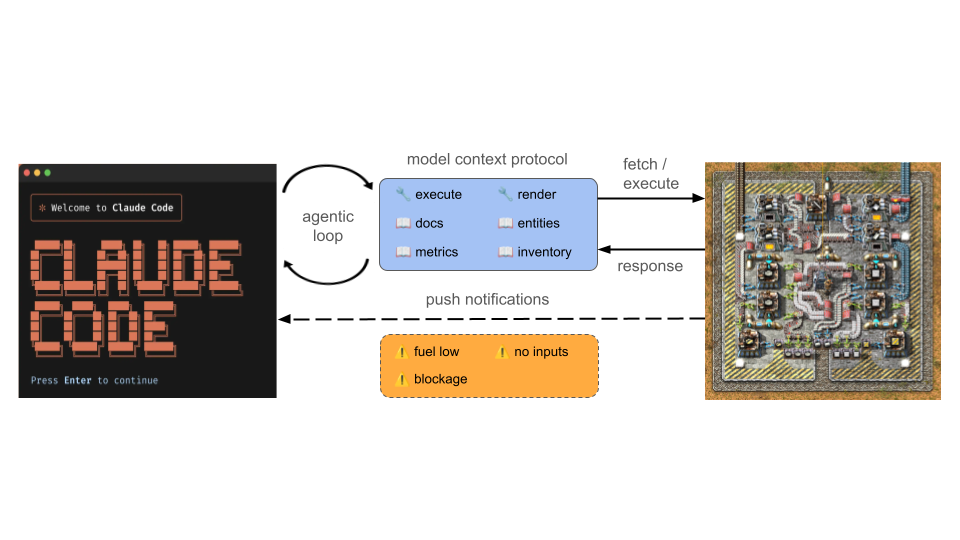 ✻ Welcome to Claude Code
CLAUDE
CODE
Press Enter to continue
agentic
loop
model context protocol
🔧 execute
🔧 render
📖 docs
📖 entities
📖 metrics
📖 inventory
fetch /
execute
response
push notifications
⚠️ fuel low
⚠️ no inputs
⚠️ blockage